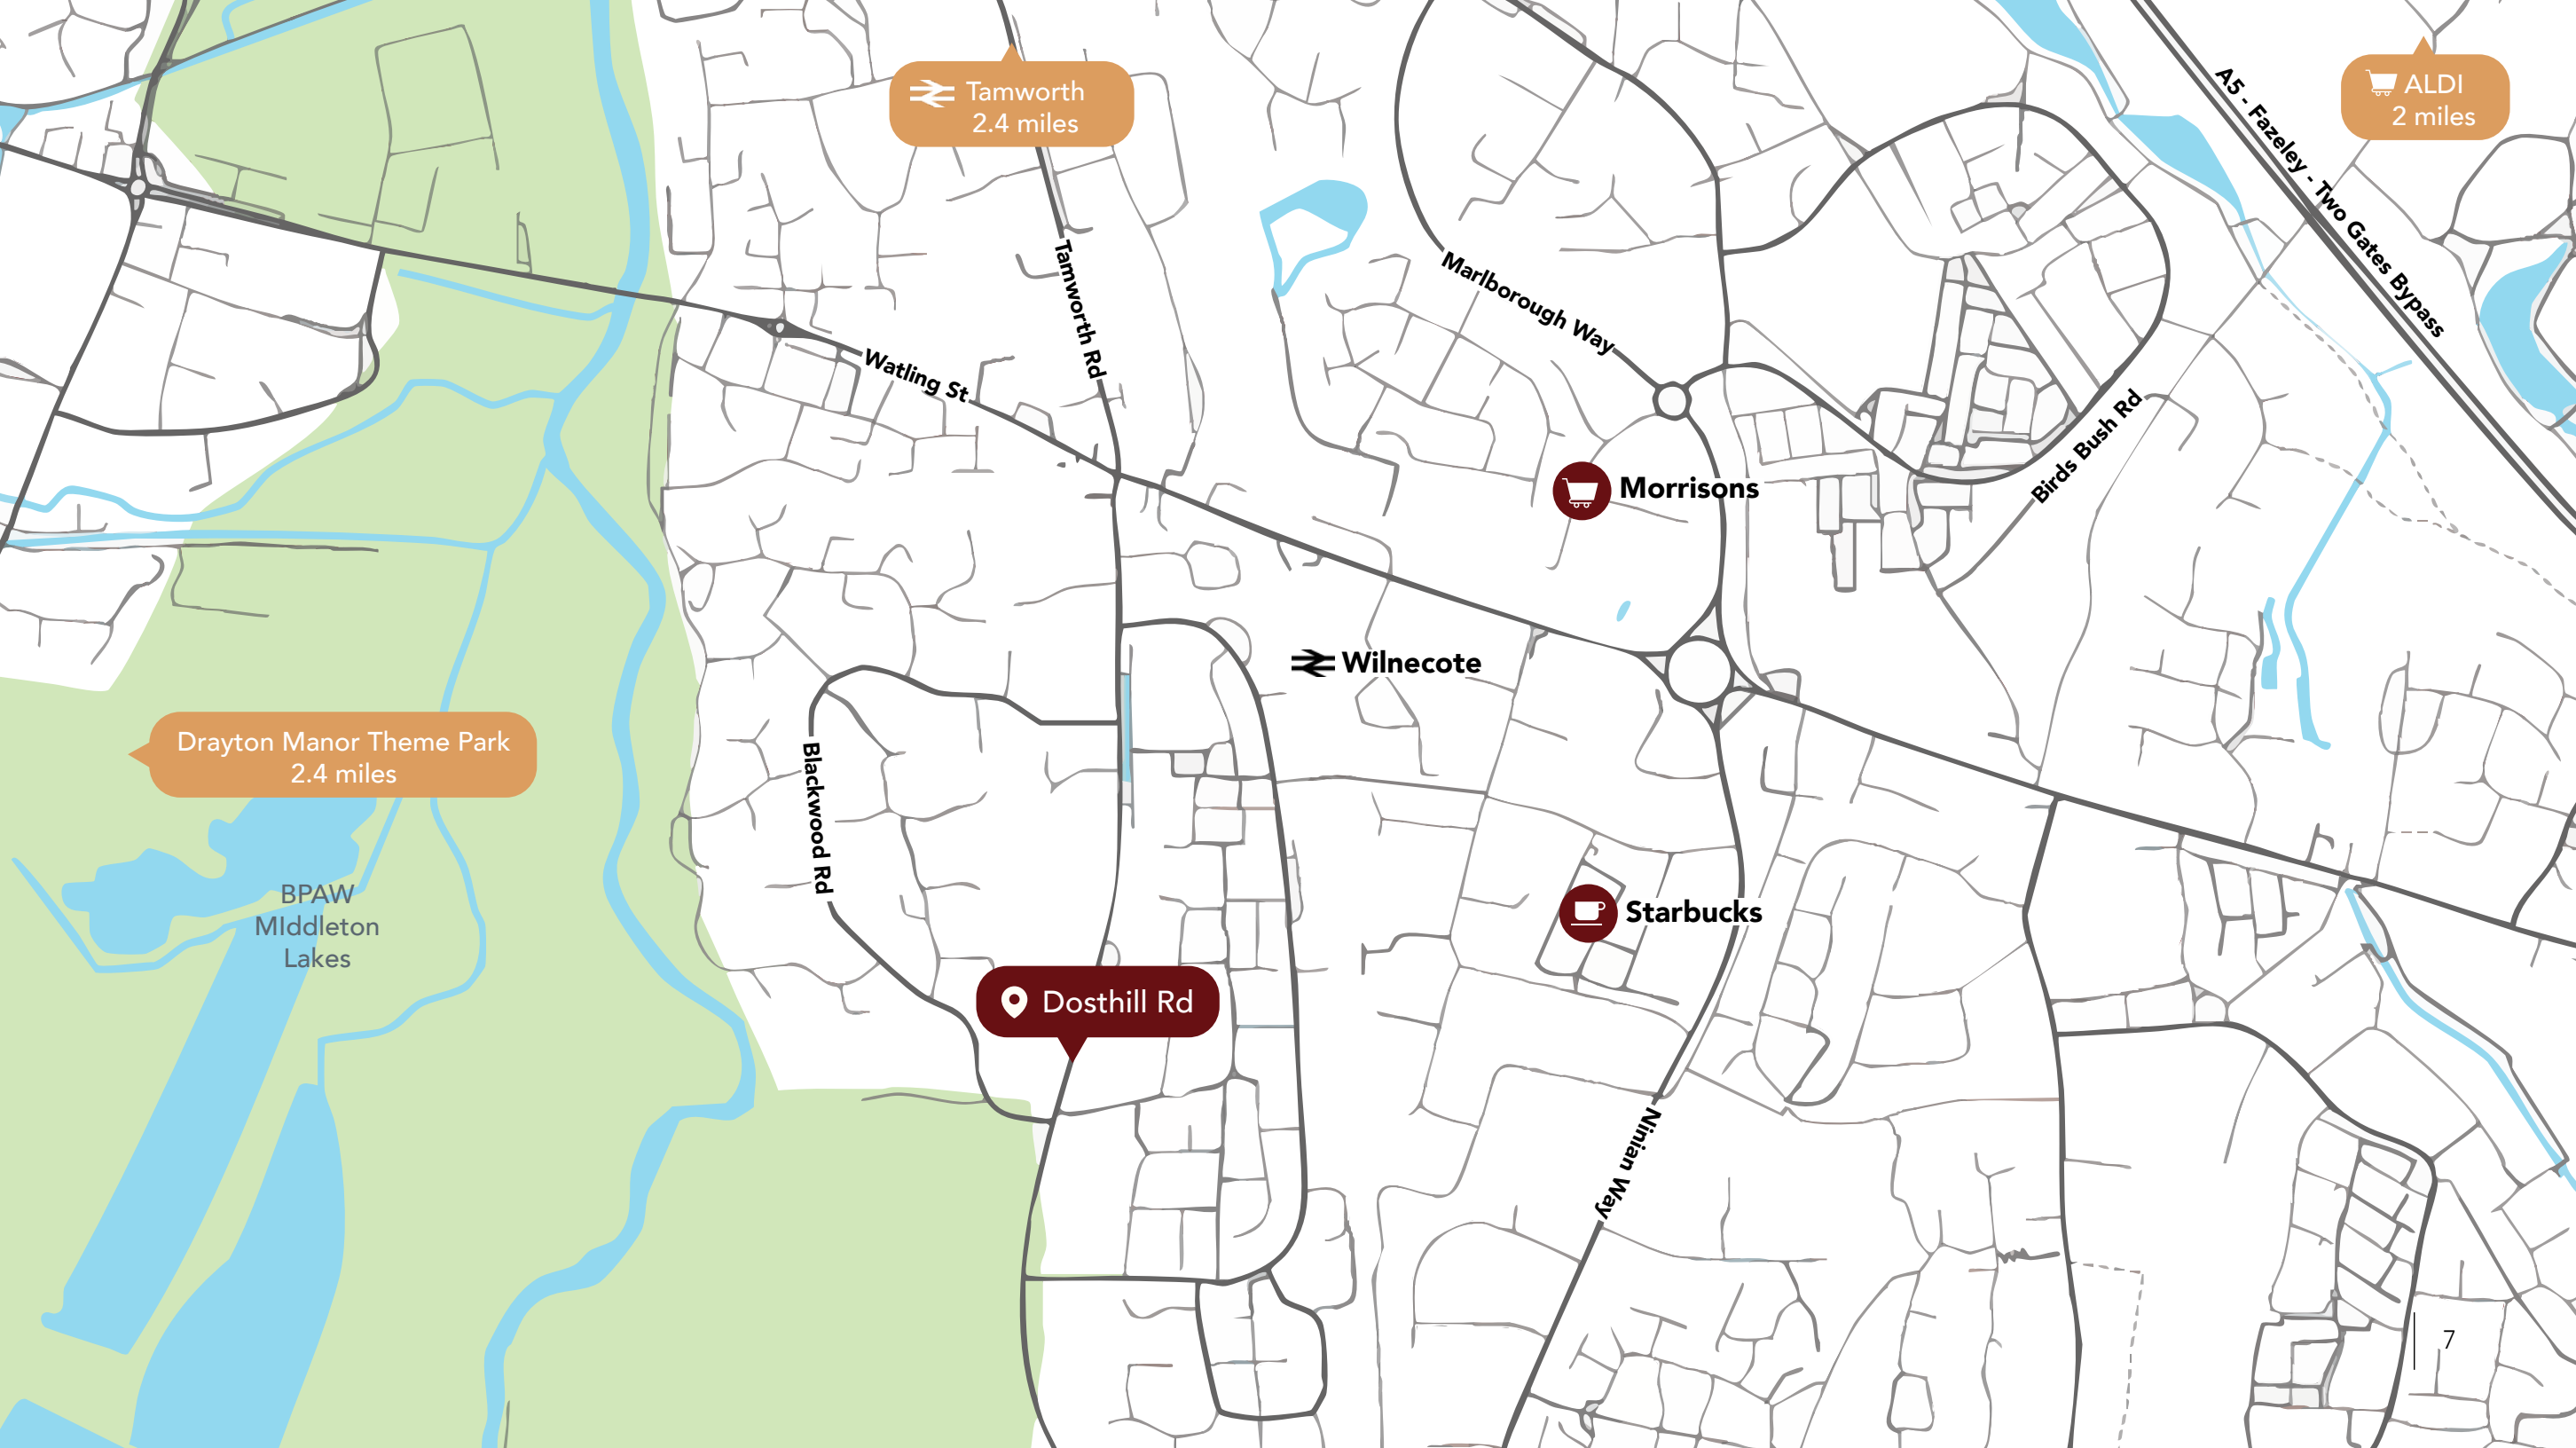 Tamworth
2.4 miles
ALDI
2 miles
A5 - Fazeley - Two Gates Bypass
Tamworth Rd
Marlborough Way
Watling St
Birds Bush Rd
Morrisons
Wilnecote
Drayton Manor Theme Park
2.4 miles
Blackwood Rd
BPAW
MIddleton
Lakes
Starbucks
Dosthill Rd
Ninian Way
7